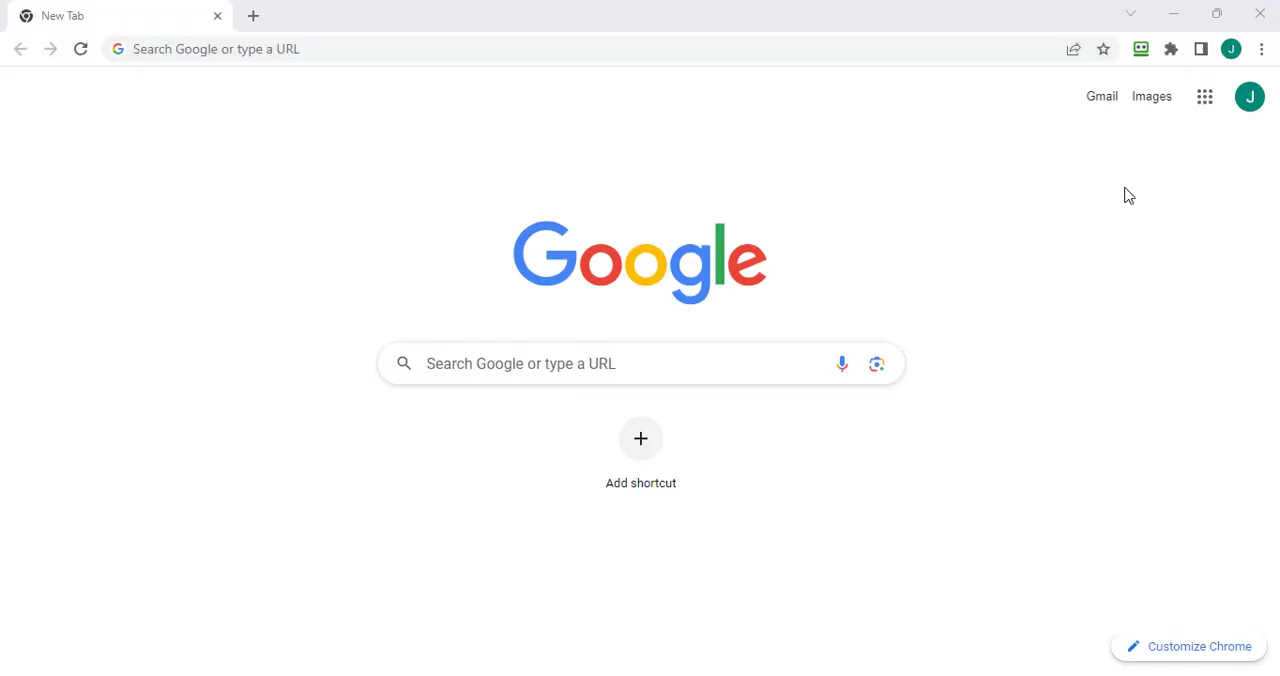 New Tab
Search Google or type a URL
J
Gmail Images
J
Google
Search Google or type a URL
Add shortcut
Customize Chrome